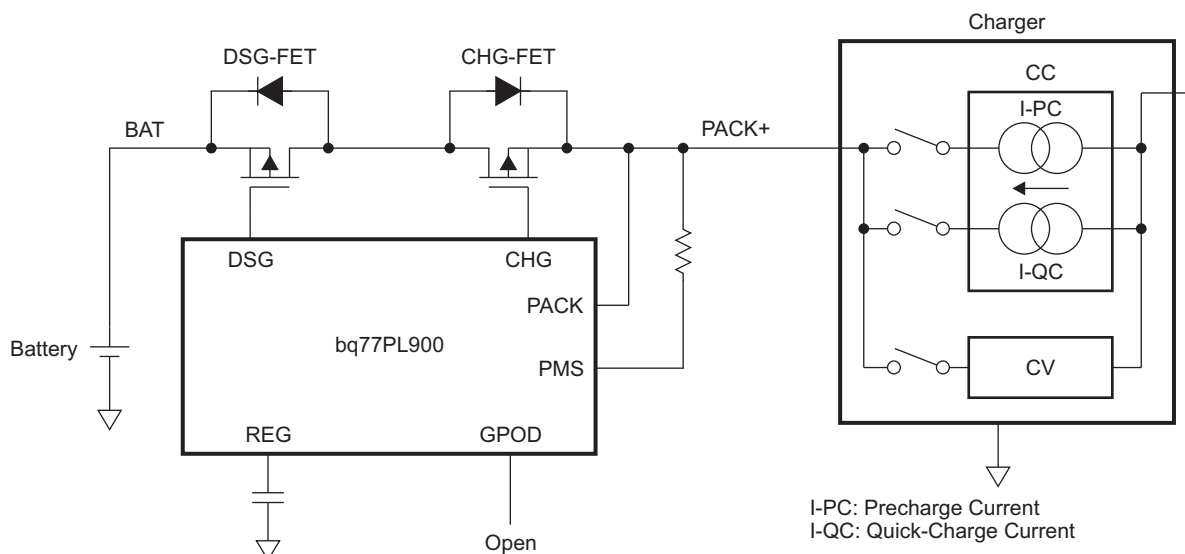 Charger
DSG-FET
CHG-FET
CC
I-PC
BAT
PACK+
I-QC
DSG
CHG
PACK
Battery
bq77PL900
PMS
CV
REG
GPOD
Open
I-PC: Precharge Current
I-QC: Quick-Charge Current